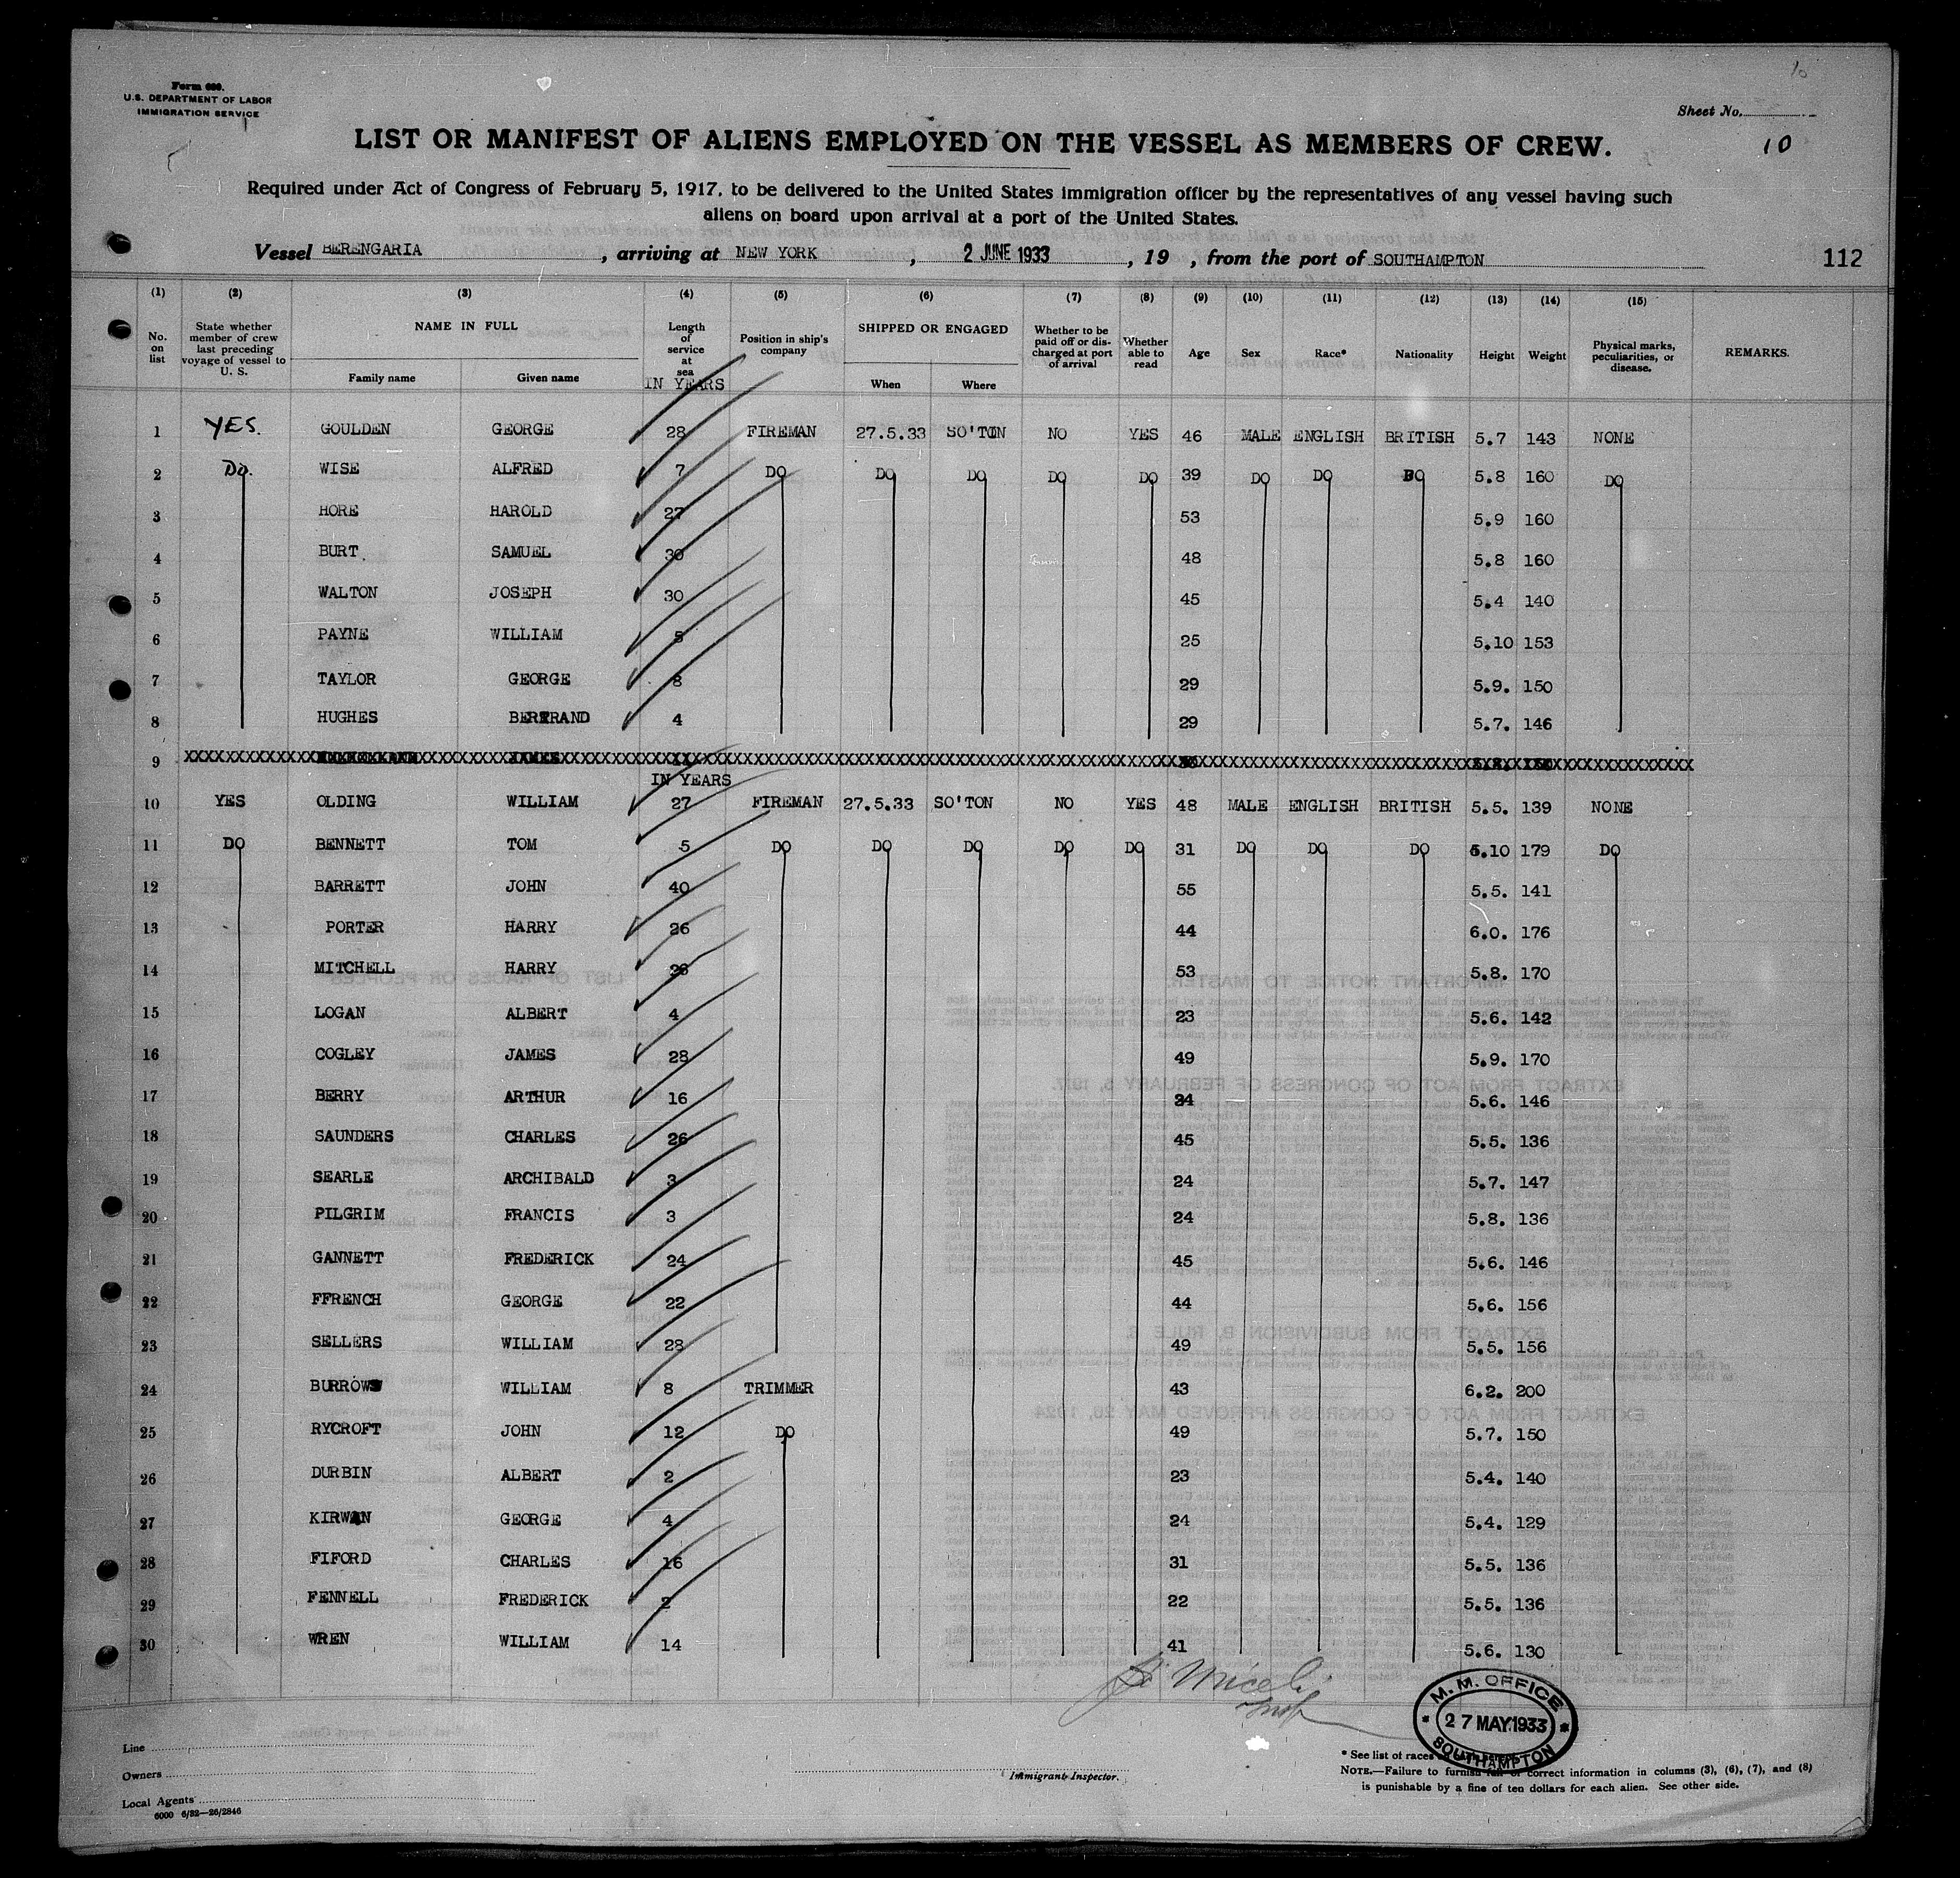 10
Form 680.
U.S. DEPARTMENT OF LABOR
IMMIGRATION SERVICE
Sheet No.
10
LIST OR MANIFEST OF ALIENS EMPLOYED ON THE VESSEL AS MEMBERS OF CREW.
Required under Act of Congress of February 5, 1917, to be delivered to the United States immigration officer by the representatives of any vessel having such
aliens on board upon arrival at a port of the United States.
Vessel BERENGARIA, arriving at NEW YORK, 2 JUNE 1933, 19 , from the port of SOUTHAMPTON 112
(1) (2) (3) (4) (5) (6) (7) (8) (9) (10) (11) (12) (13) (14) (15)
No. on list State whether member of crew last preceding voyage of vessel to U. S. NAME IN FULL Family name Given name Length of service at sea IN YEARS Position in ship's company SHIPPED OR ENGAGED When Where Whether to be paid off or discharged at port of arrival Whether able to read Age Sex Race* Nationality Height Weight Physical marks, peculiarities, or disease. REMARKS.
1 YES. GOULDEN GEORGE 28 FIREMAN 27.5.33 SO'TON NO YES 46 MALE ENGLISH BRITISH 5.7 143 NONE
2 Do. WISE ALFRED 7 DO DO DO DO DO 39 DO DO DO 5.8 160 DO
3 HORE HAROLD 27 53 5.9 160
4 BURT. SAMUEL 30 48 5.8 160
5 WALTON JOSEPH 30 45 5.4 140
6 PAYNE WILLIAM 5 25 5.10 153
7 TAYLOR GEORGE 8 29 5.9. 150
8 HUGHES BERTRAND 4 29 5.7. 146
9
IN YEARS
10 YES OLDING WILLIAM 27 FIREMAN 27.5.33 SO'TON NO YES 48 MALE ENGLISH BRITISH 5.5. 139 NONE
11 DO BENNETT TOM 5 DO DO DO DO DO 31 DO DO DO 5.10 179 DO
12 BARRETT JOHN 40 55 5.5. 141
13 PORTER HARRY 26 44 6.0. 176
14 MITCHELL HARRY 26 53 5.8. 170
15 LOGAN ALBERT 4 23 5.6. 142
16 COGLEY JAMES 28 49 5.9. 170
17 BERRY ARTHUR 16 34 5.6. 146
18 SAUNDERS CHARLES 26 45 5.5. 136
19 SEARLE ARCHIBALD 3 24 5.7. 147
20 PILGRIM FRANCIS 3 24 5.8. 136
21 GANNETT FREDERICK 24 45 5.6. 146
22 FFRENCH GEORGE 22 44 5.6. 156
23 SELLERS WILLIAM 28 49 5.5. 156
24 BURROWS WILLIAM 8 TRIMMER 43 6.2. 200
25 RYCROFT JOHN 12 DO 49 5.7. 150
26 DURBIN ALBERT 2 23 5.4. 140
27 KIRWAN GEORGE 4 24 5.4. 129
28 FIFORD CHARLES 16 31 5.5. 136
29 FENNELL FREDERICK 2 22 5.5. 136
30 WREN WILLIAM 14 41 5.6. 130
M.M. OFFICE
27 MAY.1933
SOUTHAMPTON
Line
Owners
Local Agents
6000 6/32—26/2846
Immigrant Inspector.
* See list of races
NOTE.—Failure to furnish full or correct information in columns (3), (6), (7), and (8)
is punishable by a fine of ten dollars for each alien. See other side.